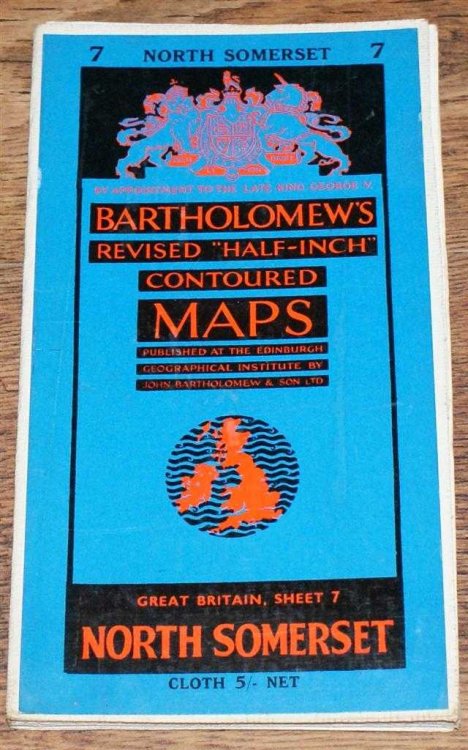 7 NORTH SOMERSET 7
BY APPOINTMENT TO THE LATE KING GEORGE V.
BARTHOLOMEW'S
REVISED "HALF-INCH"
CONTOURED
MAPS
PUBLISHED AT THE EDINBURGH
GEOGRAPHICAL INSTITUTE BY
JOHN BARTHOLOMEW & SON LTD
GREAT BRITAIN, SHEET 7
NORTH SOMERSET
CLOTH 5/- NET